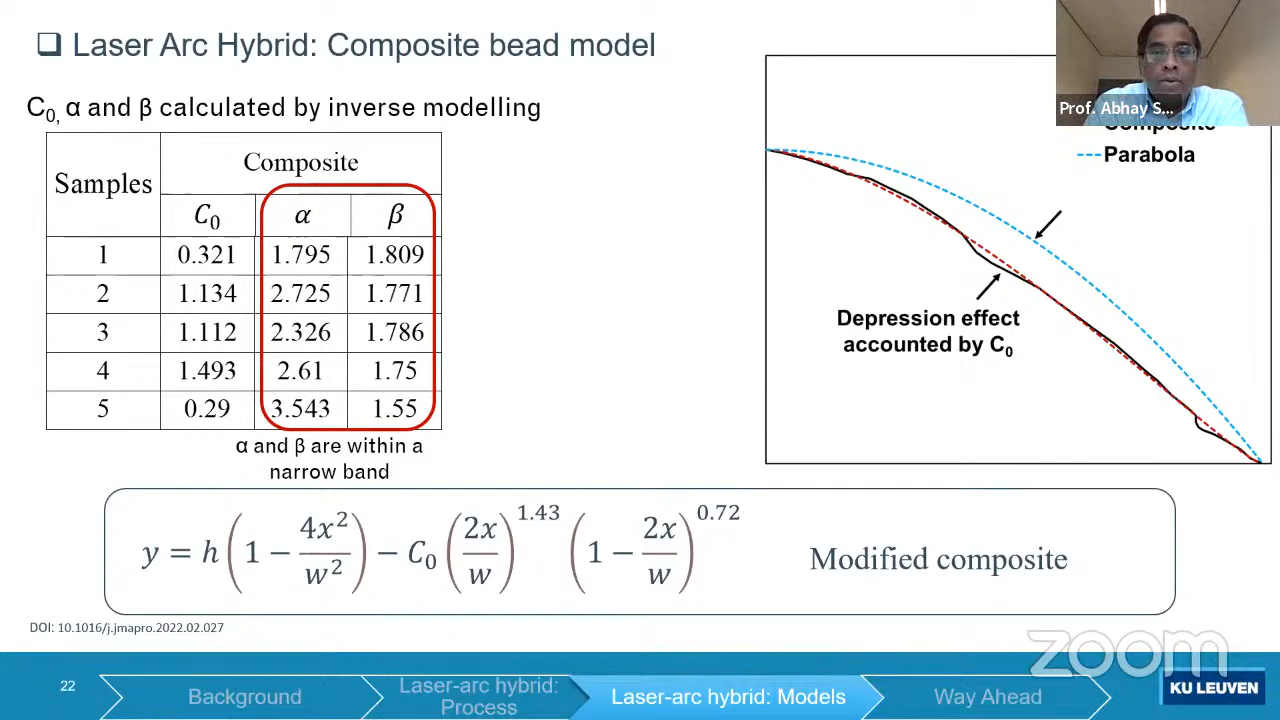 ❑ Laser Arc Hybrid: Composite bead model
C₀, α and β calculated by inverse modelling
Samples Composite
C₀ α β
1 0.321 1.795 1.809
2 1.134 2.725 1.771
3 1.112 2.326 1.786
4 1.493 2.61 1.75
5 0.29 3.543 1.55
α and β are within a
narrow band
Prof. Abhay S...
Composite
Parabola
Depression effect
accounted by C₀
y = h(1 − 4x²/w²) − C₀(2x/w)^1.43 (1 − 2x/w)^0.72 Modified composite
DOI: 10.1016/j.jmapro.2022.02.027
zoom
22
Background
Laser-arc hybrid:
Process
Laser-arc hybrid: Models
Way Ahead
KU LEUVEN